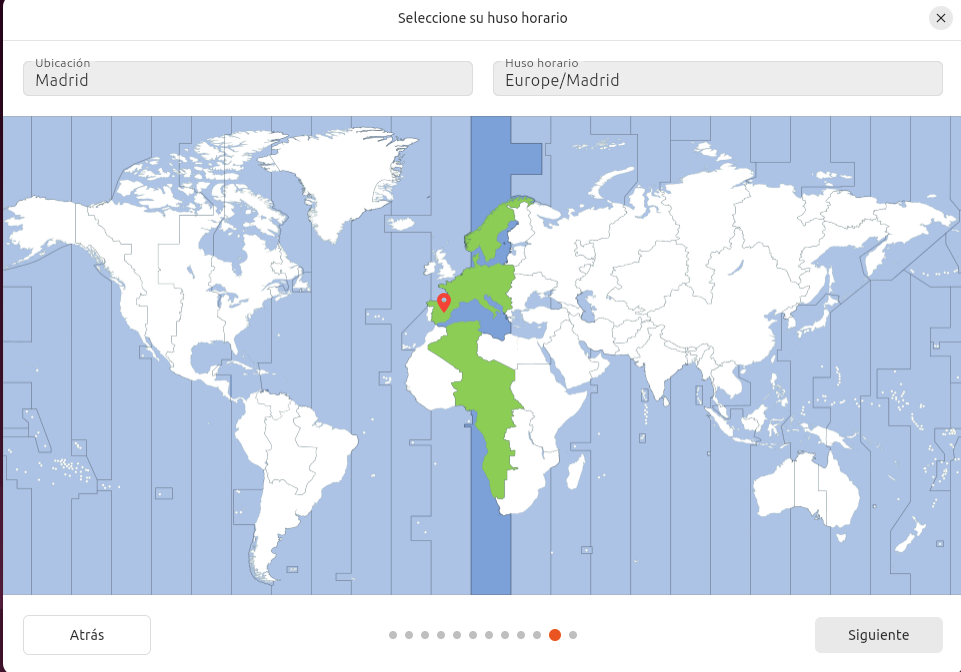 Seleccione su huso horario
Ubicación
Madrid
Huso horario
Europe/Madrid
Atrás
Siguiente